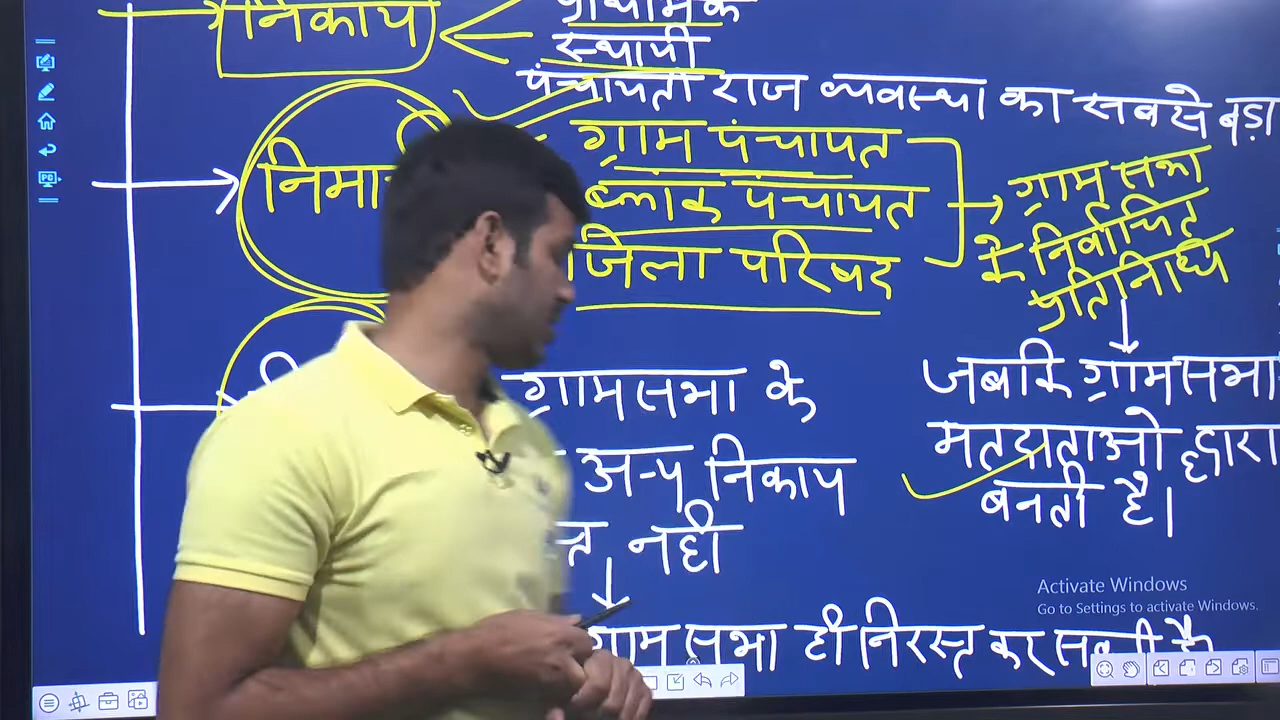 निकाय
प्राथमिक
स्थायी
पंचायती राज व्यवस्था का सबसे बड़ा
ग्राम पंचायत
ब्लाक पंचायत
जिला परिषद
ग्राम सभा
के निर्वाचित
प्रतिनिधि
ग्रामसभा के
अन्य निकाय
नही
जबकि ग्रामसभा
मतदाताओ द्वारा
बनती है।
ग्राम सभा ही निरस्त कर सकती है
Activate Windows
Go to Settings to activate Windows.